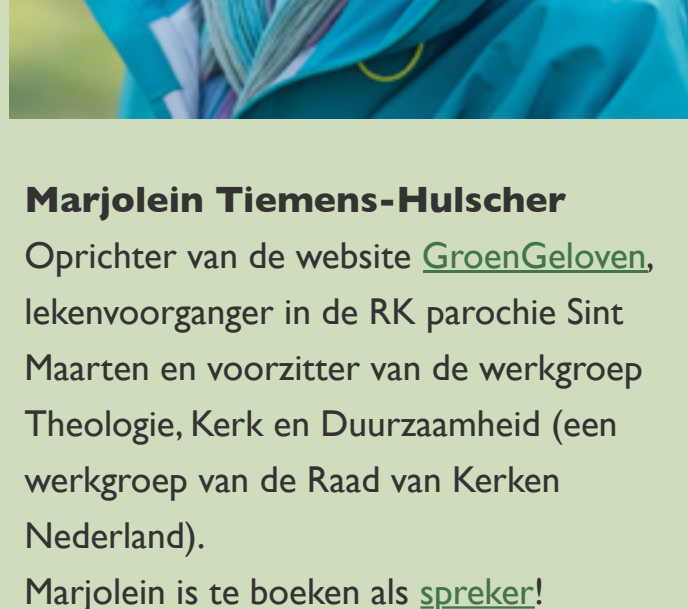 Marjolein Tiemens-Hulscher
Oprichter van de website GroenGeloven,
lekenvoorganger in de RK parochie Sint
Maarten en voorzitter van de werkgroep
Theologie, Kerk en Duurzaamheid (een
werkgroep van de Raad van Kerken
Nederland).
Marjolein is te boeken als spreker!